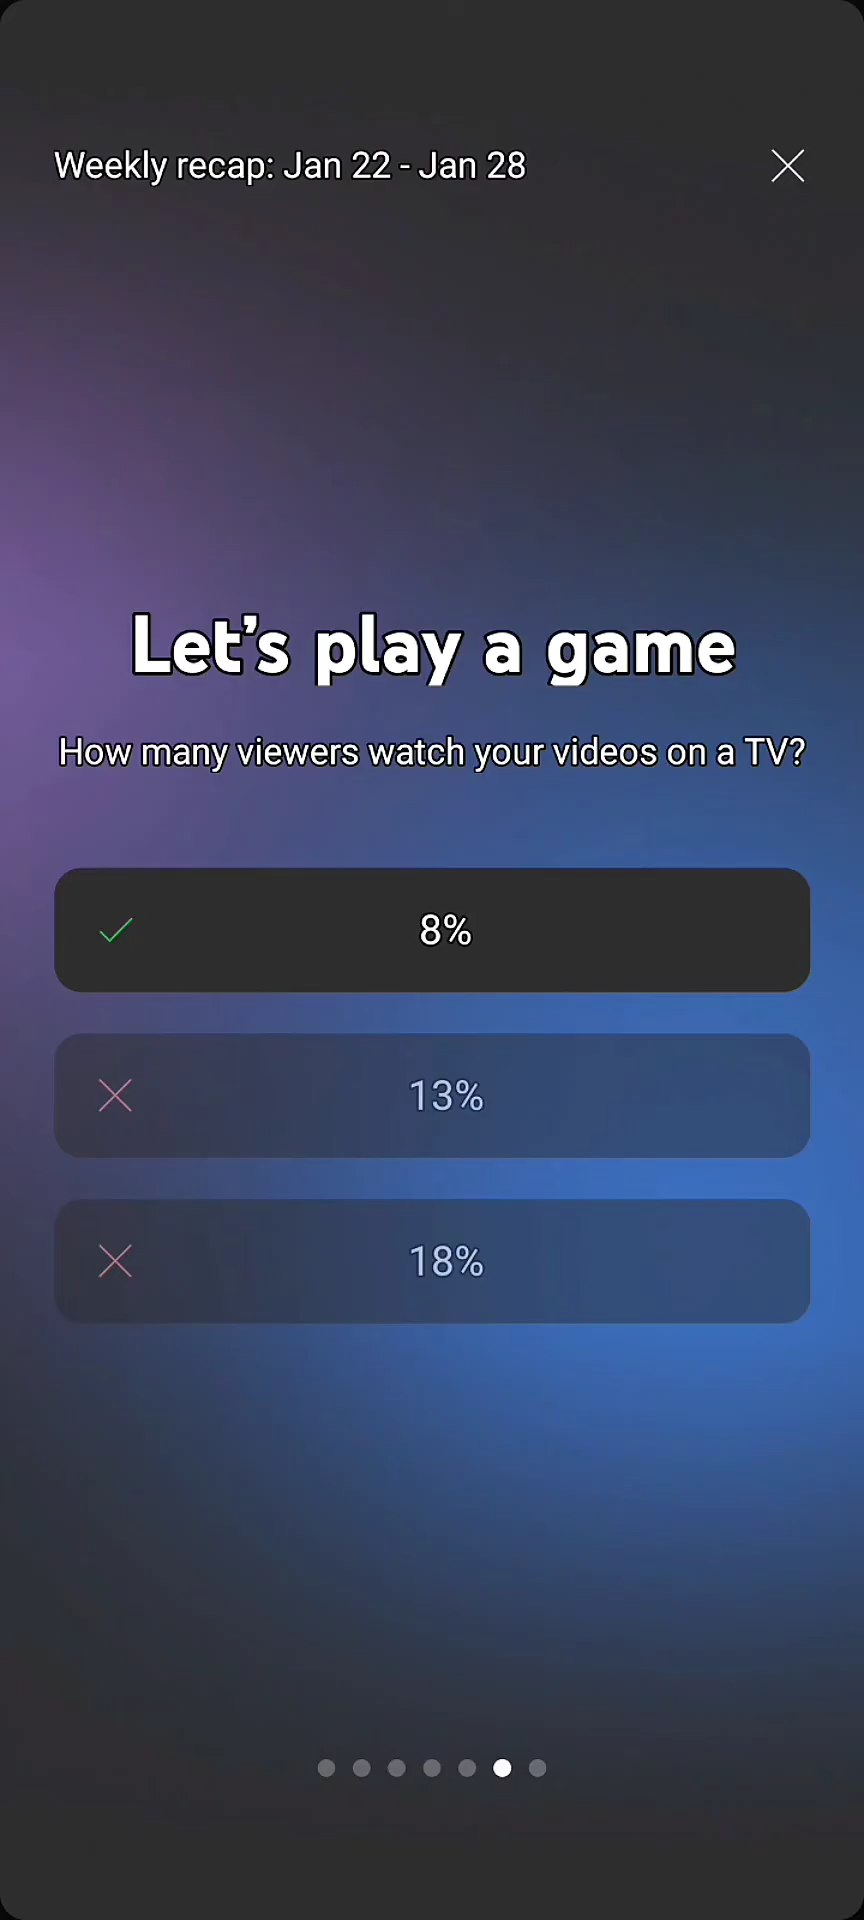 Weekly recap: Jan 22 - Jan 28
Let's play a game
How many viewers watch your videos on a TV?
8%
13%
18%